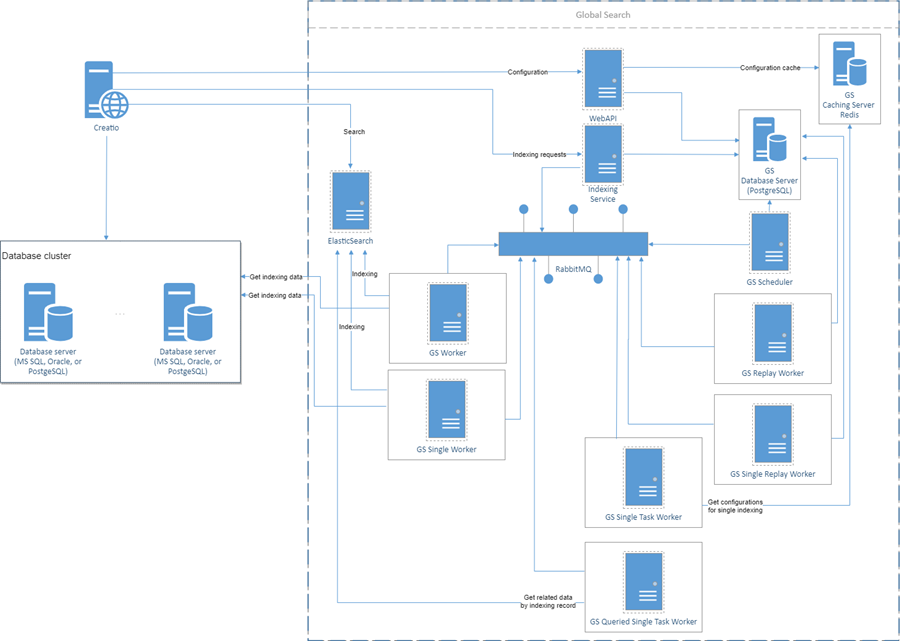 Global Search
Creatio
Configuration
Configuration cache
GS
Caching Server
Redis
WebAPI
Search
Indexing requests
Indexing
Service
GS
Database Server
(PostgreSQL)
ElasticSearch
RabbitMQ
GS Scheduler
Database cluster
Get indexing data
Get indexing data
Indexing
Indexing
Database server
(MS SQL, Oracle, or
PostgeSQL)
......
Database server
(MS SQL, Oracle, or
PostgeSQL)
GS Worker
GS Single Worker
GS Replay Worker
GS Single Replay Worker
GS Single Task Worker
Get configurations
for single indexing
Get related data
by indexing record
GS Queried Single Task Worker